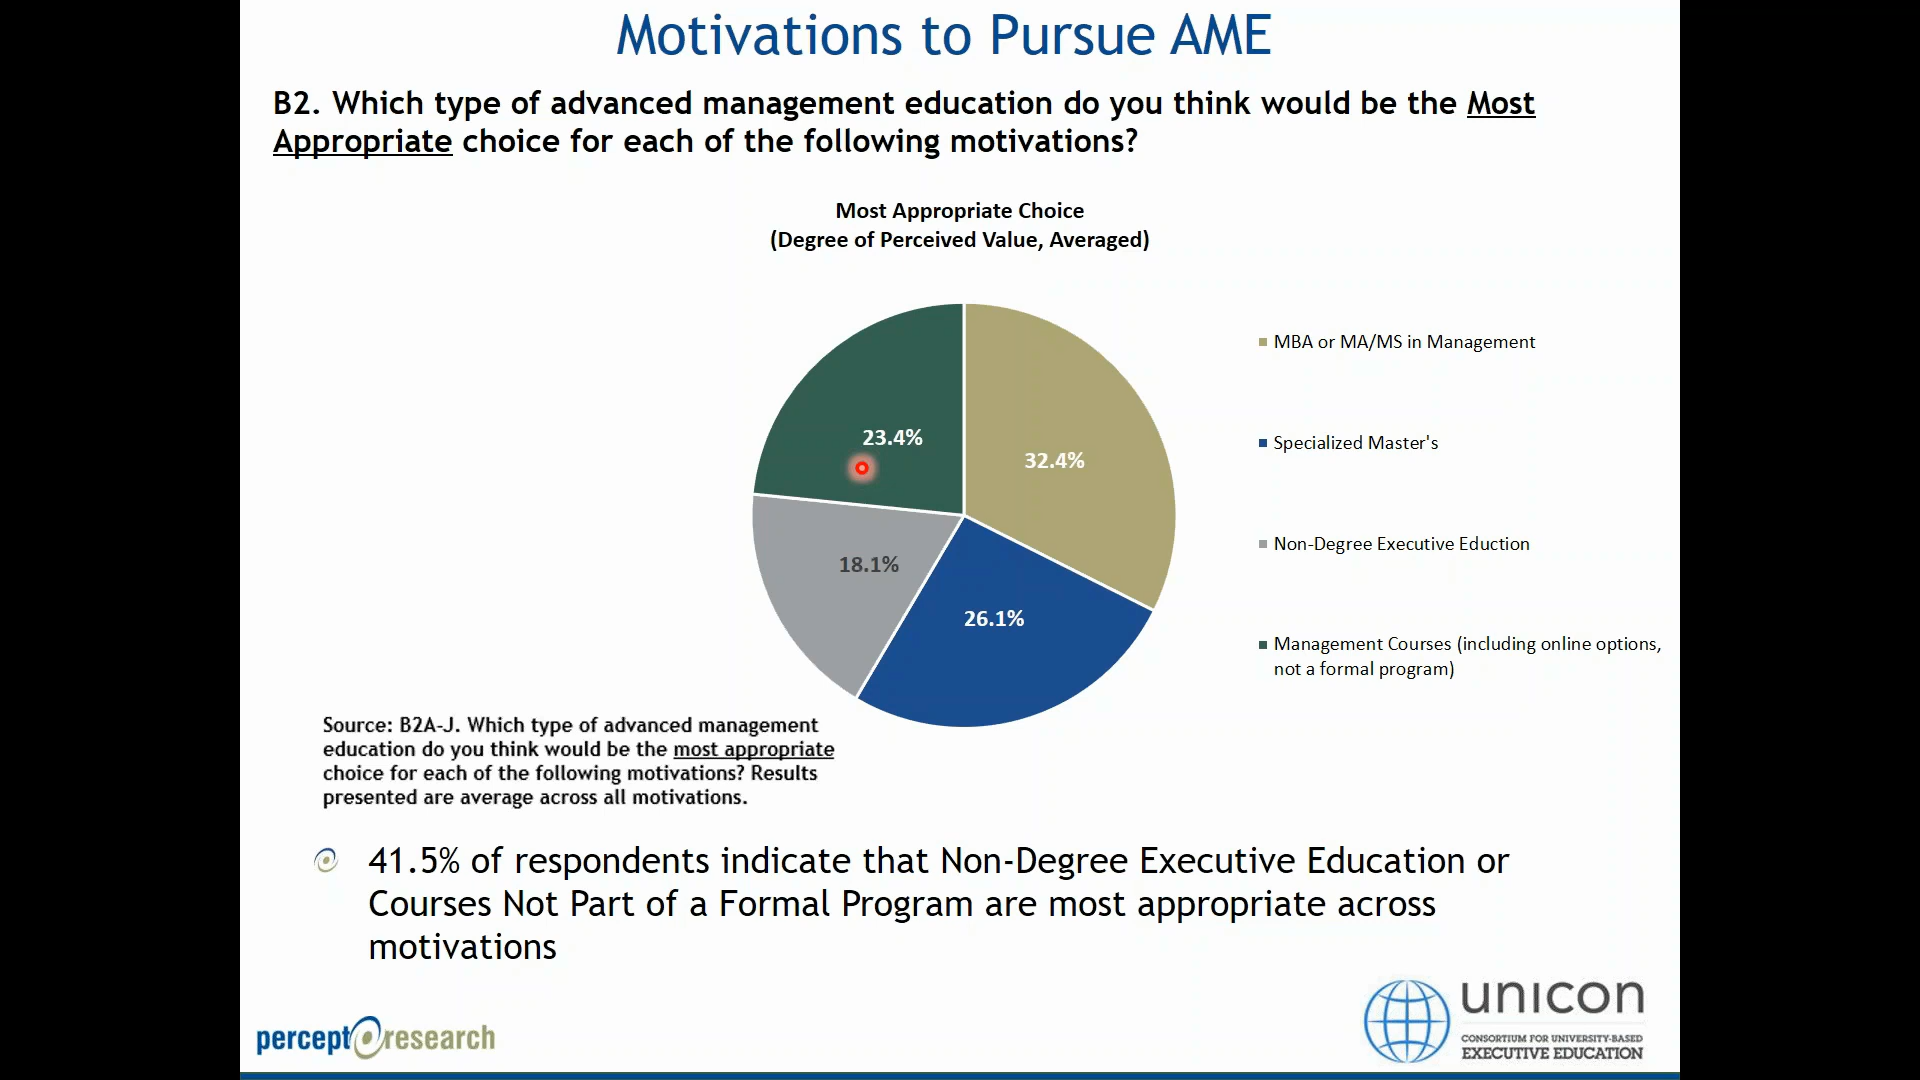 Motivations to Pursue AME
B2. Which type of advanced management education do you think would be the Most
Appropriate choice for each of the following motivations?
Most Appropriate Choice
(Degree of Perceived Value, Averaged)
23.4%
32.4%
18.1%
26.1%
MBA or MA/MS in Management
Specialized Master's
Non-Degree Executive Eduction
Management Courses (including online options,
not a formal program)
Source: B2A-J. Which type of advanced management
education do you think would be the most appropriate
choice for each of the following motivations? Results
presented are average across all motivations.
41.5% of respondents indicate that Non-Degree Executive Education or
Courses Not Part of a Formal Program are most appropriate across
motivations
percept research
unicon
CONSORTIUM FOR UNIVERSITY-BASED
EXECUTIVE EDUCATION